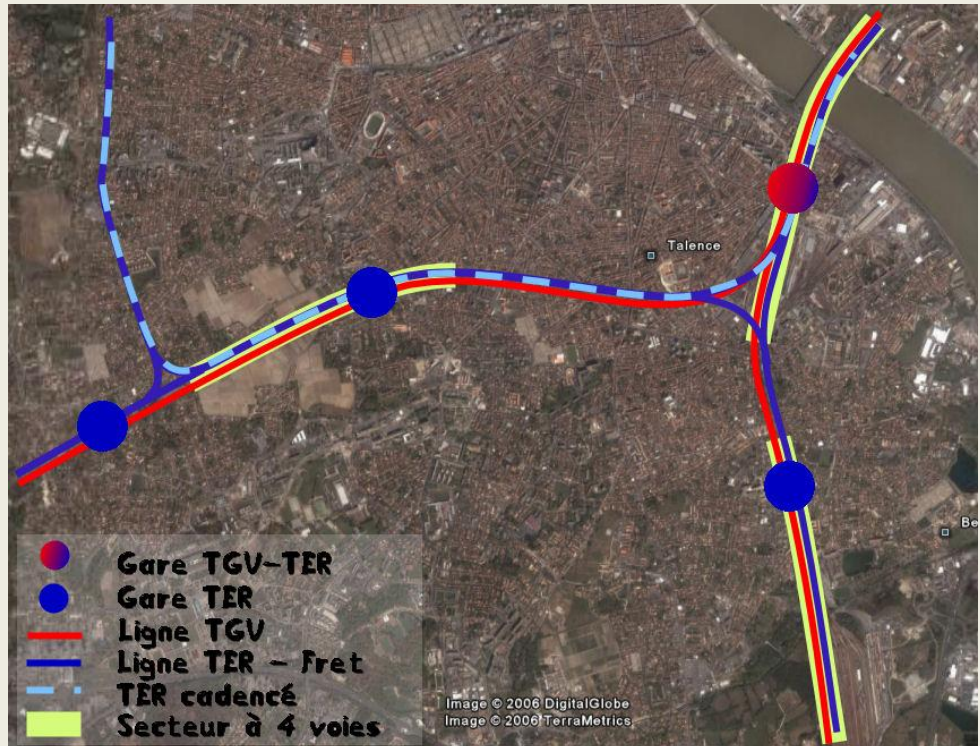 Talence
Be
Gare TGV-TER
Gare TER
Ligne TGV
Ligne TER - Fret
TER cadencé
Secteur à 4 voies
Image © 2006 DigitalGlobe
Image © 2006 TerraMetrics